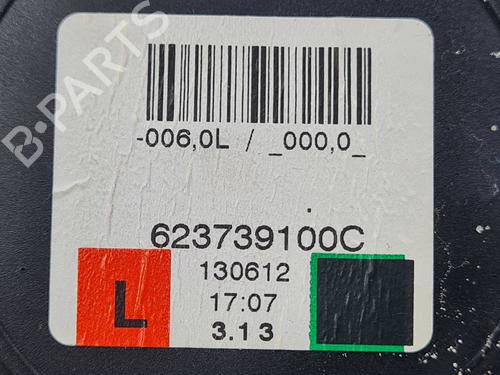 -006,0L / _000,0_
623739100C
130612
17:07
3.13
L
B-PARTS